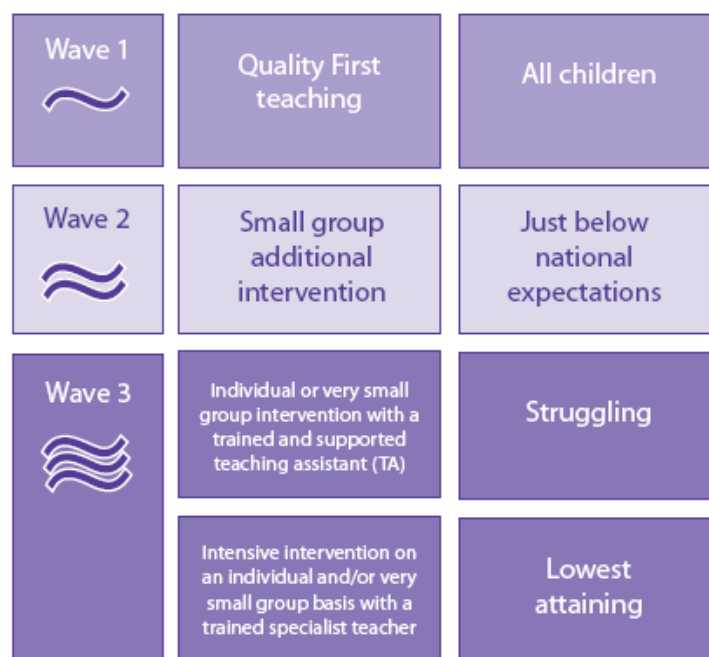 Wave 1
Quality First
teaching
All children
Wave 2
Small group
additional
intervention
Just below
national
expectations
Wave 3
Individual or very small
group intervention with a
trained and supported
teaching assistant (TA)
Struggling
Intensive intervention on
an individual and/or very
small group basis with a
trained specialist teacher
Lowest
attaining